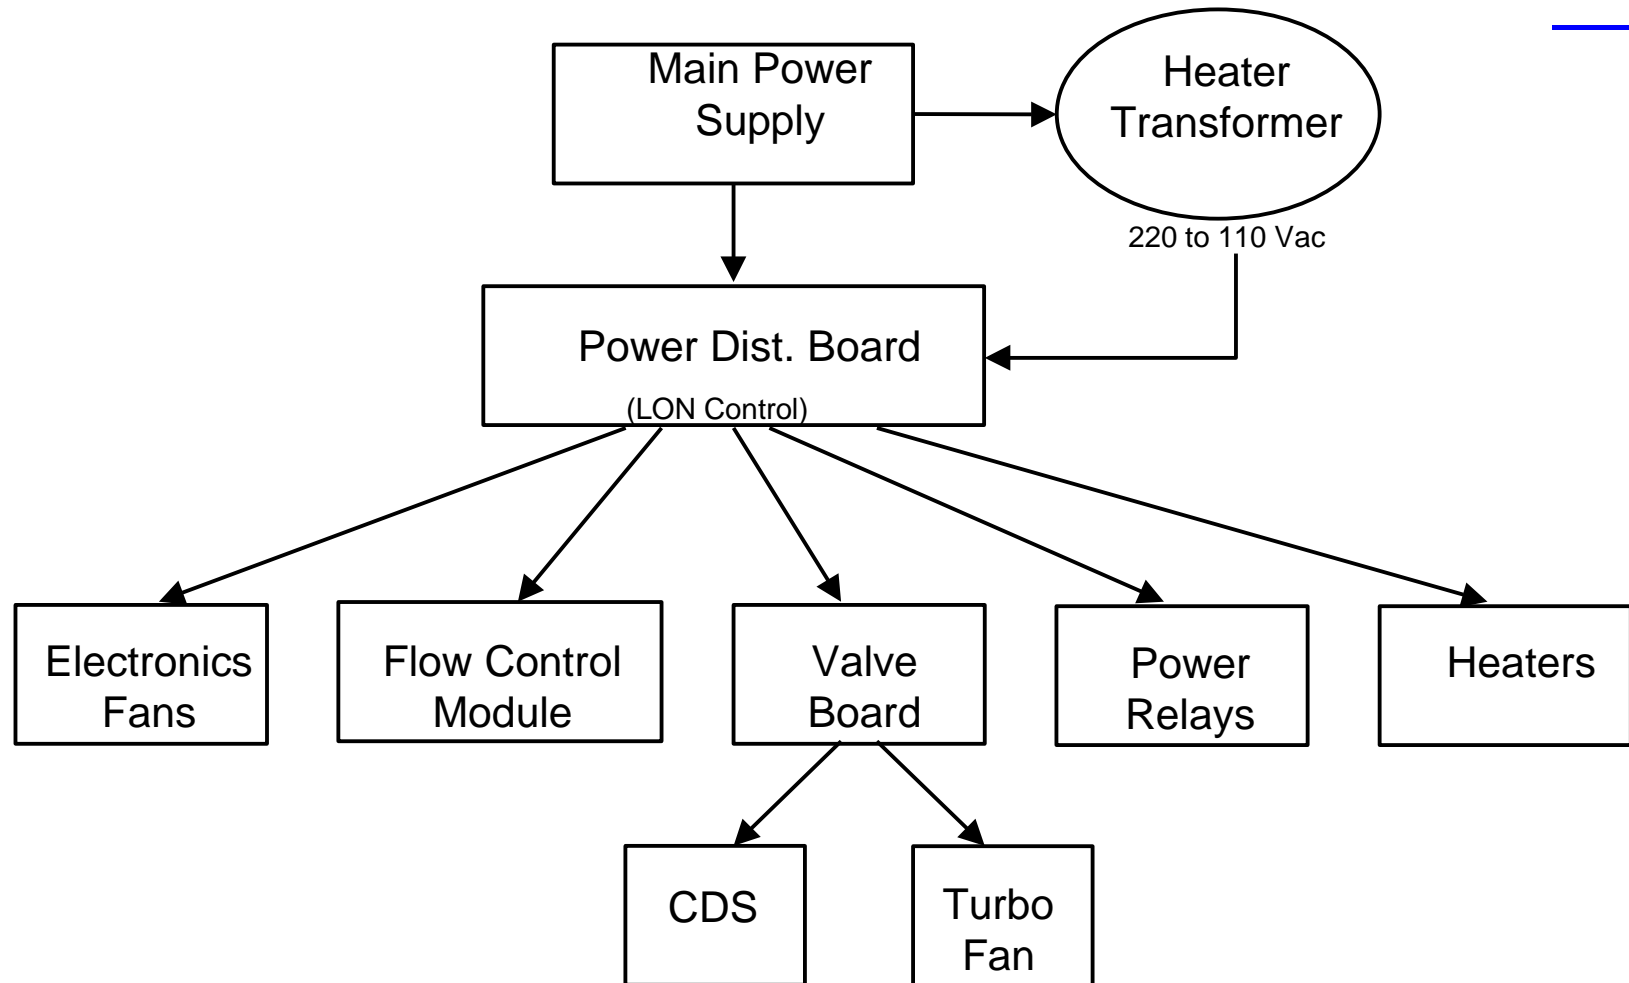 Main Power
Supply
Heater
Transformer
220 to 110 Vac
Power Dist. Board
(LON Control)
Electronics
Fans
Flow Control
Module
Valve
Board
Power
Relays
Heaters
CDS
Turbo
Fan